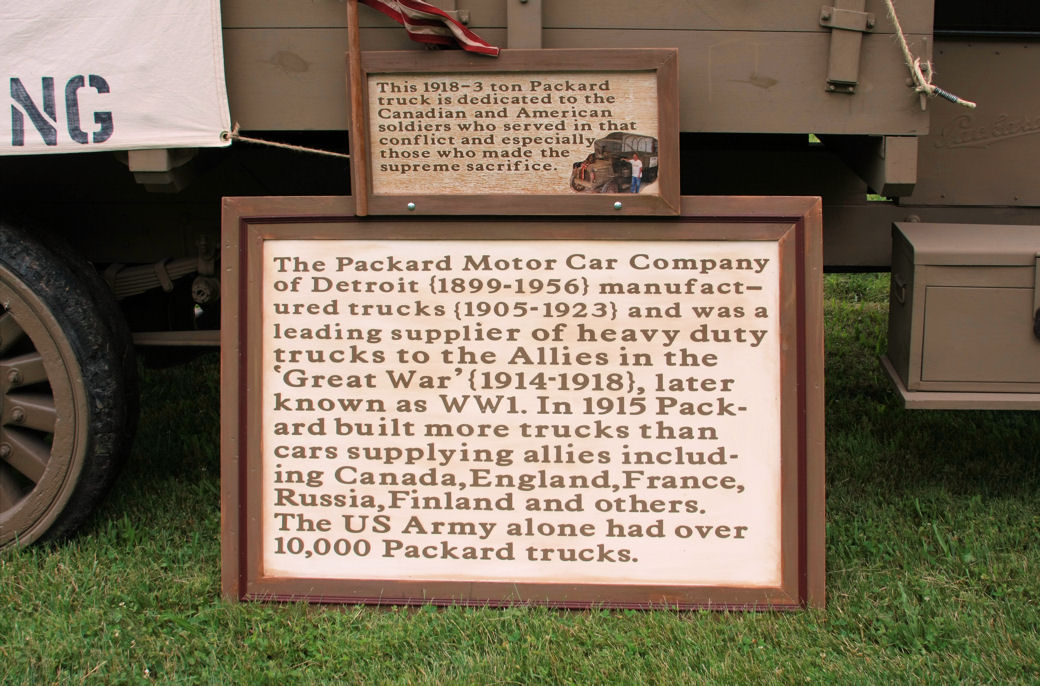 NG
This 1918-3 ton Packard
truck is dedicated to the
Canadian and American
soldiers who served in that
conflict and especially
those who made the
supreme sacrifice.
Packard
The Packard Motor Car Company
of Detroit {1899-1956} manufact-
ured trucks {1905-1923} and was a
leading supplier of heavy duty
trucks to the Allies in the
‘Great War’{1914-1918}, later
known as WW1. In 1915 Pack-
ard built more trucks than
cars supplying allies includ-
ing Canada,England,France,
Russia,Finland and others.
The US Army alone had over
10,000 Packard trucks.